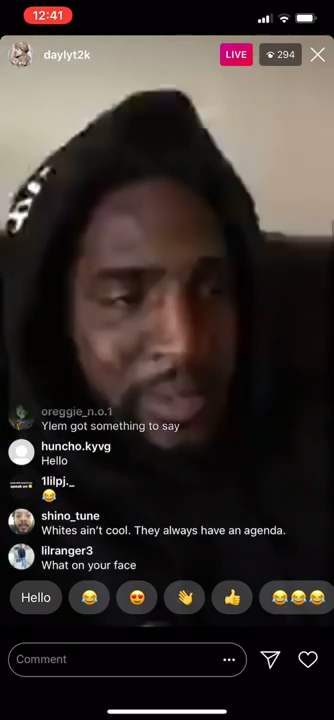 12:41
daylyt2k
LIVE
294
oreggie_n.o.1
Ylem got something to say
huncho.kyvg
Hello
1lilpj._
😂
shino_tune
Whites ain't cool. They always have an agenda.
lilranger3
What on your face
Hello 😂 😍 👋 👍 😂😂😂
Comment